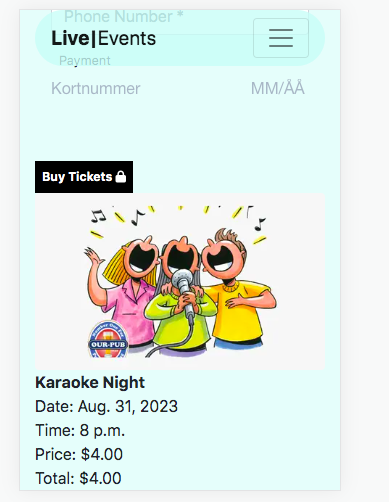 Phone Number *
Live|Events
Payment
Kortnummer MM/ÅÅ
Buy Tickets
OUR-PUB
Karaoke Night
Date: Aug. 31, 2023
Time: 8 p.m.
Price: $4.00
Total: $4.00